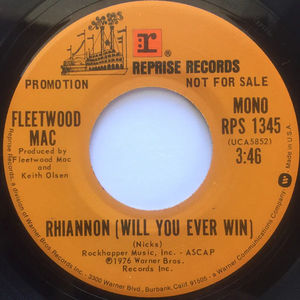 r
REPRISE RECORDS
PROMOTION
NOT FOR SALE
FLEETWOOD
MAC
Produced by
Fleetwood Mac and
Keith Olsen
MONO
RPS 1345
(UCA5852)
3:46
RHIANNON (WILL YOU EVER WIN)
(Nicks)
Rockhapper Music, Inc. - ASCAP
℗1976 Warner Bros.
Records Inc.
Reprise Records, a division of Warner Bros. Records Inc. · 3300 Warner Blvd., Burbank, Calif. 91505 · a Warner Communications Company.
Made in U.S.A.